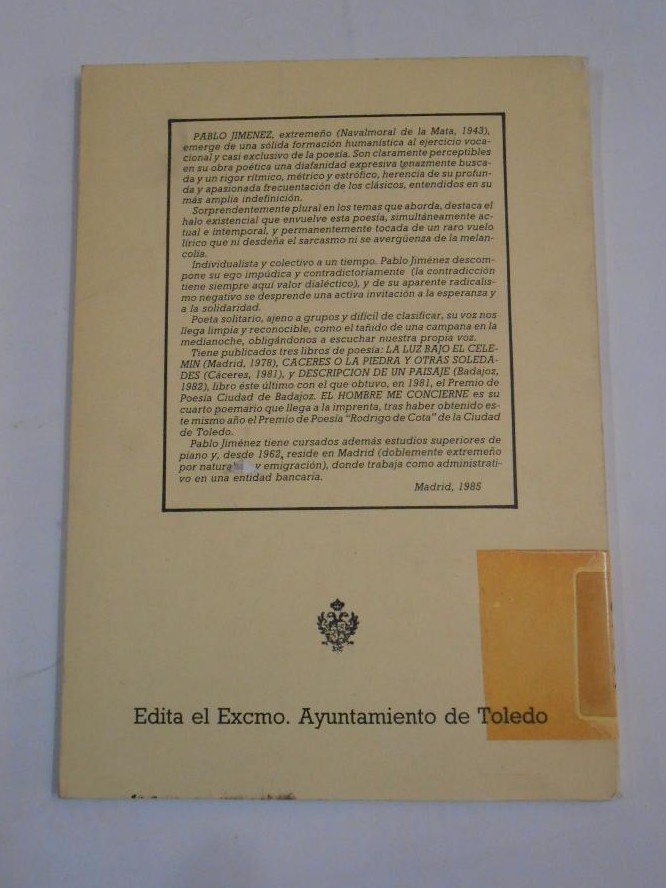 PABLO JIMENEZ, extremeño (Navalmoral de la Mata, 1943),
emerge de una sólida formación humanística al ejercicio voca-
cional y casi exclusivo de la poesía. Son claramente perceptibles
en su obra poética una diafanidad expresiva tenazmente busca-
da y un rigor rítmico, métrico y estrófico, herencia de su profun-
da y apasionada frecuentación de los clásicos, entendidos en su
más amplia indefinición.
Sorprendentemente plural en los temas que aborda, destaca el
halo existencial que envuelve esta poesía, simultáneamente ac-
tual e intemporal, y permanentemente tocada de un raro vuelo
lírico que ni desdeña el sarcasmo ni se avergüenza de la melan-
colía.
Individualista y colectivo a un tiempo. Pablo Jiménez descom-
pone su ego impúdica y contradictoriamente (la contradicción
tiene siempre aquí valor dialéctico), y de su aparente radicalis-
mo negativo se desprende una activa invitación a la esperanza y
a la solidaridad.
Poeta solitario, ajeno a grupos y difícil de clasificar, su voz nos
llega limpia y reconocible, como el tañido de una campana en la
medianoche, obligándonos a escuchar nuestra propia voz.
Tiene publicados tres libros de poesía: LA LUZ BAJO EL CELE-
MIN (Madrid, 1978), CACERES O LA PIEDRA Y OTRAS SOLEDA-
DES (Cáceres, 1981), y DESCRIPCION DE UN PAISAJE (Badajoz,
1982), libro éste último con el que obtuvo, en 1981, el Premio de
Poesía Ciudad de Badajoz. EL HOMBRE ME CONCIERNE es su
cuarto poemario que llega a la imprenta, tras haber obtenido es-
te mismo año el Premio de Poesía "Rodrigo de Cota" de la Ciudad
de Toledo.
Pablo Jiménez tiene cursados además estudios superiores de
piano y, desde 1962, reside en Madrid (doblemente extremeño
por y emigración), donde trabaja como administrati-
vo en una entidad bancaria.
Madrid, 1985
Edita el Excmo. Ayuntamiento de Toledo